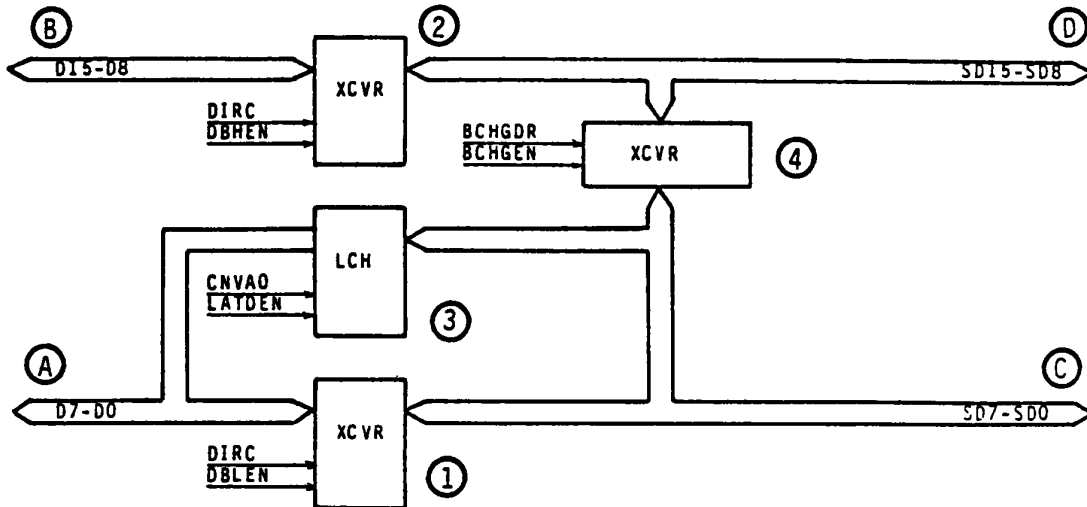 B
2
D
D15-D8
XCVR
SD15-SD8
DIRC
DBHEN
BCHGDR
BCHGEN
XCVR
4
LCH
CNVAO
LATDEN
3
A
C
D7-D0
XCVR
SD7-SD0
DIRC
DBLEN
1